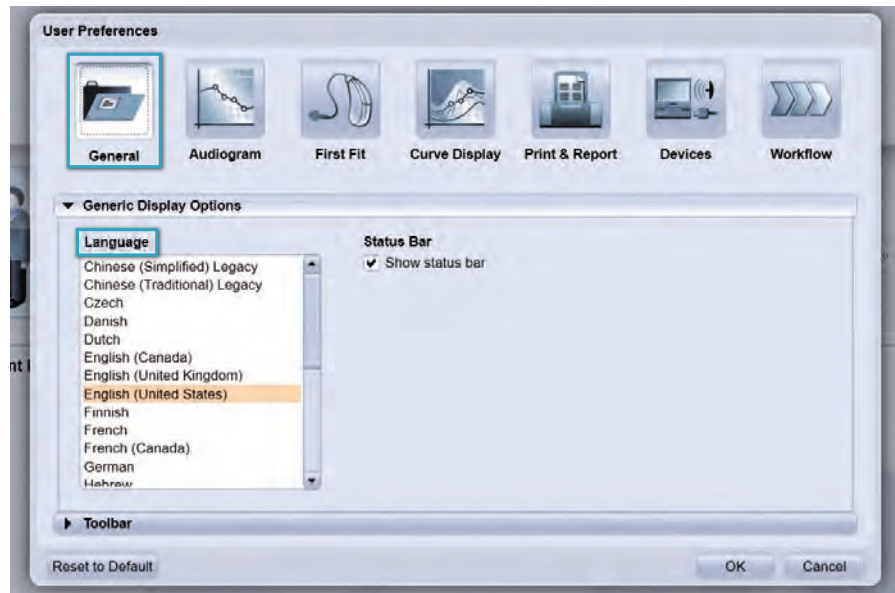 User Preferences
General
Audiogram
First Fit
Curve Display
Print & Report
Devices
Workflow
Generic Display Options
Language
Chinese (Simplified) Legacy
Chinese (Traditional) Legacy
Czech
Danish
Dutch
English (Canada)
English (United Kingdom)
English (United States)
Finnish
French
French (Canada)
German
Hebrew
Status Bar
Show status bar
Toolbar
Reset to Default
OK
Cancel